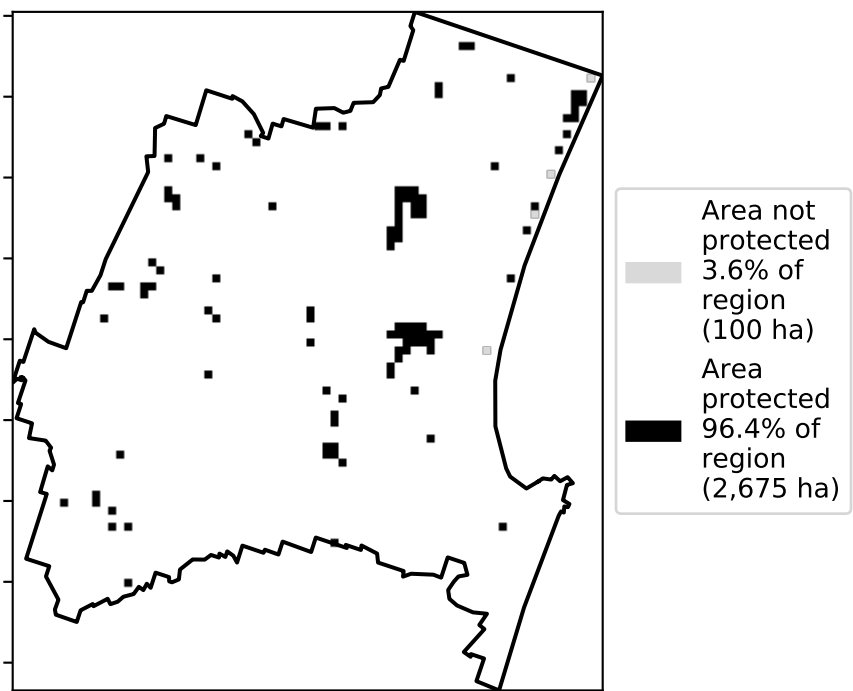 Area not
protected
3.6% of
region
(100 ha)
Area
protected
96.4% of
region
(2,675 ha)